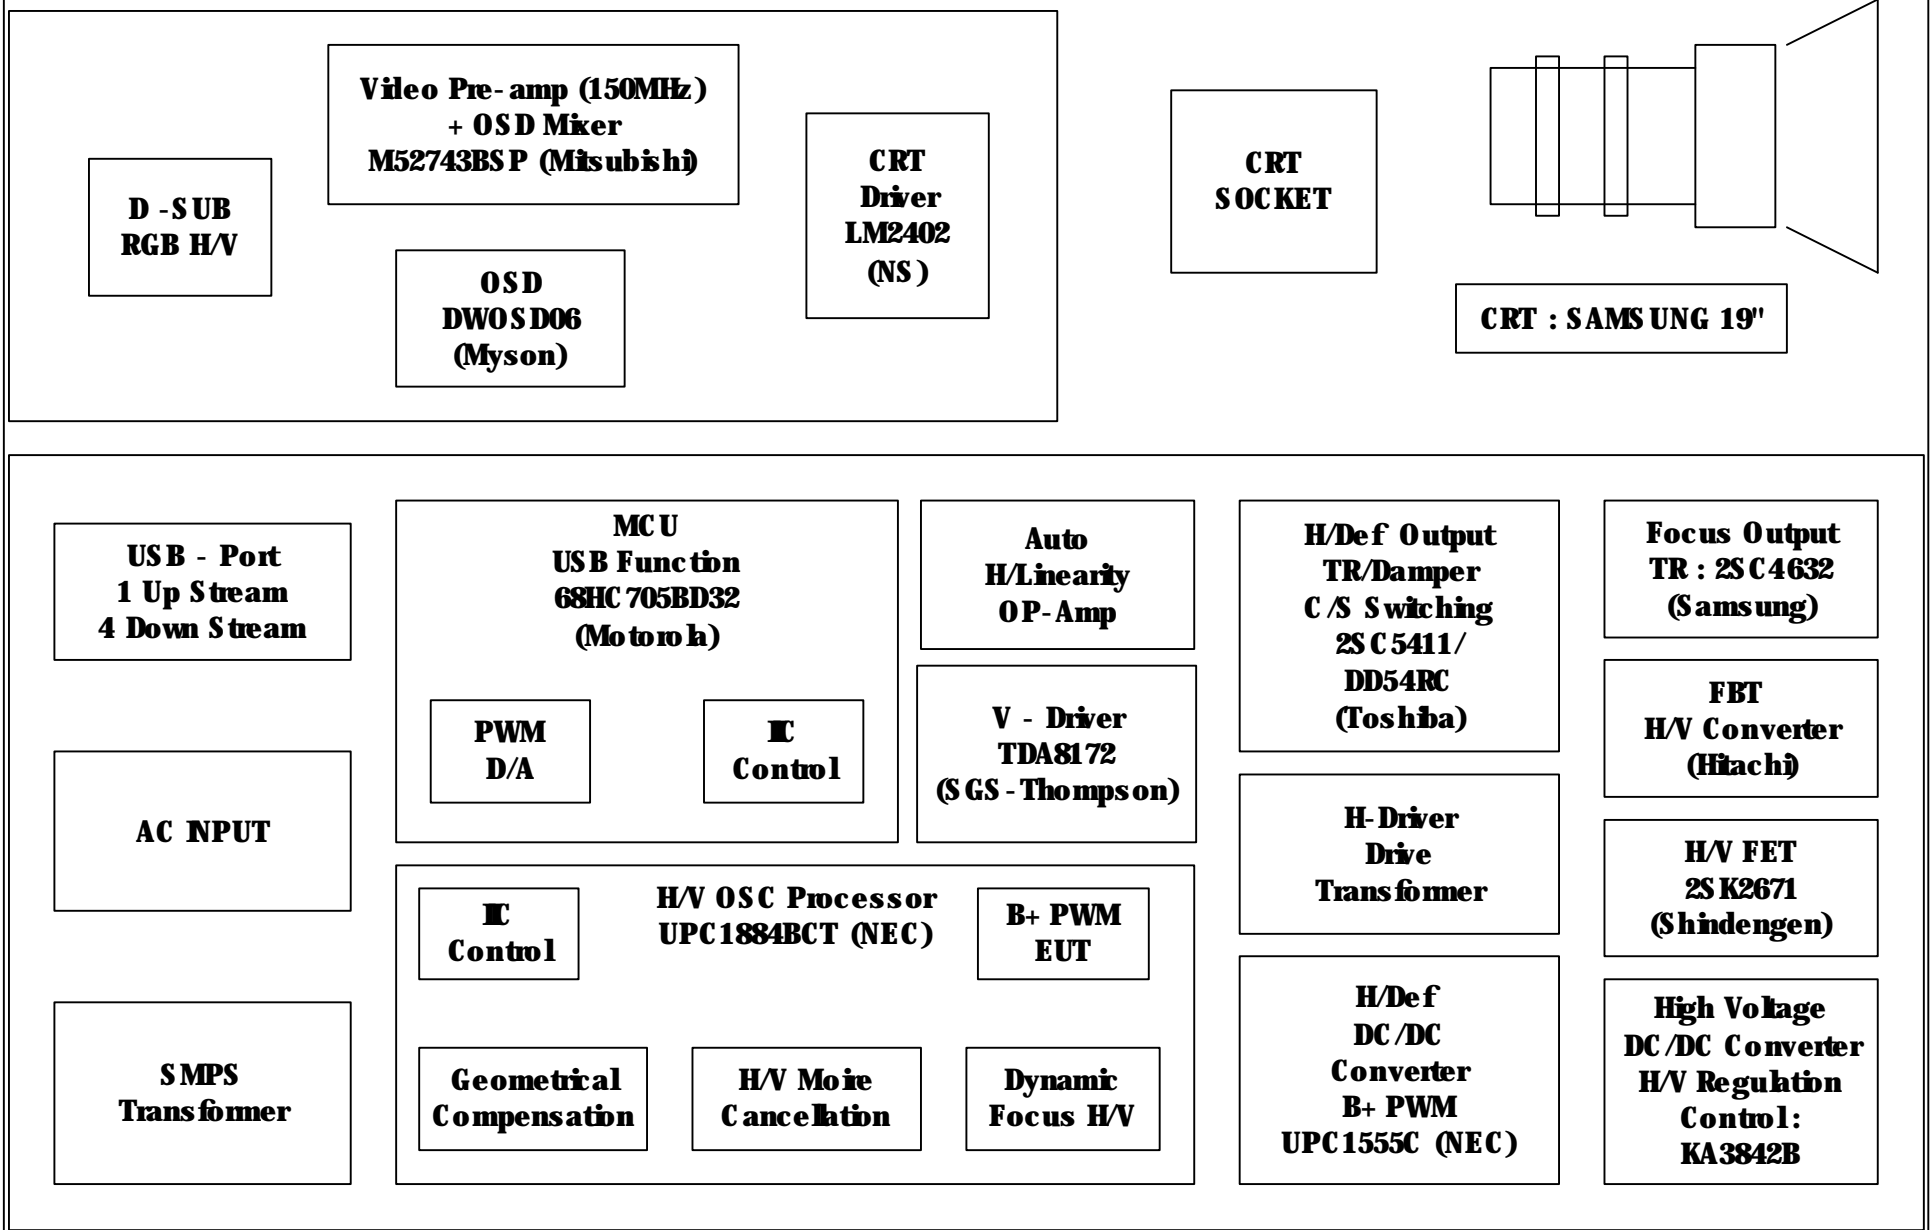 Video Pre-amp (150MHz)
+ OSD Mixer
M52743BSP (Mitsubishi)
D-SUB
RGB H/V
OSD
DWOSD06
(Myson)
CRT
Driver
LM2402
(NS)
CRT
SOCKET
CRT : SAMSUNG 19"
USB - Port
1 Up Stream
4 Down Stream
AC INPUT
SMPS
Transformer
MCU
USB Function
68HC705BD32
(Motorola)
PWM
D/A
IIC
Control
Auto
H/Linearity
OP-Amp
V - Driver
TDA8172
(SGS-Thompson)
H/V OSC Processor
UPC1884BCT (NEC)
IIC
Control
B+ PWM
EUT
Geometrical
Compensation
H/V Moire
Cancellation
Dynamic
Focus H/V
H/Def Output
TR/Damper
C/S Switching
2SC5411/
DD54RC
(Toshiba)
H-Driver
Drive
Transformer
H/Def
DC/DC
Converter
B+ PWM
UPC1555C (NEC)
Focus Output
TR : 2SC4632
(Samsung)
FBT
H/V Converter
(Hitachi)
H/V FET
2SK2671
(Shindengen)
High Voltage
DC/DC Converter
H/V Regulation
Control:
KA3842B